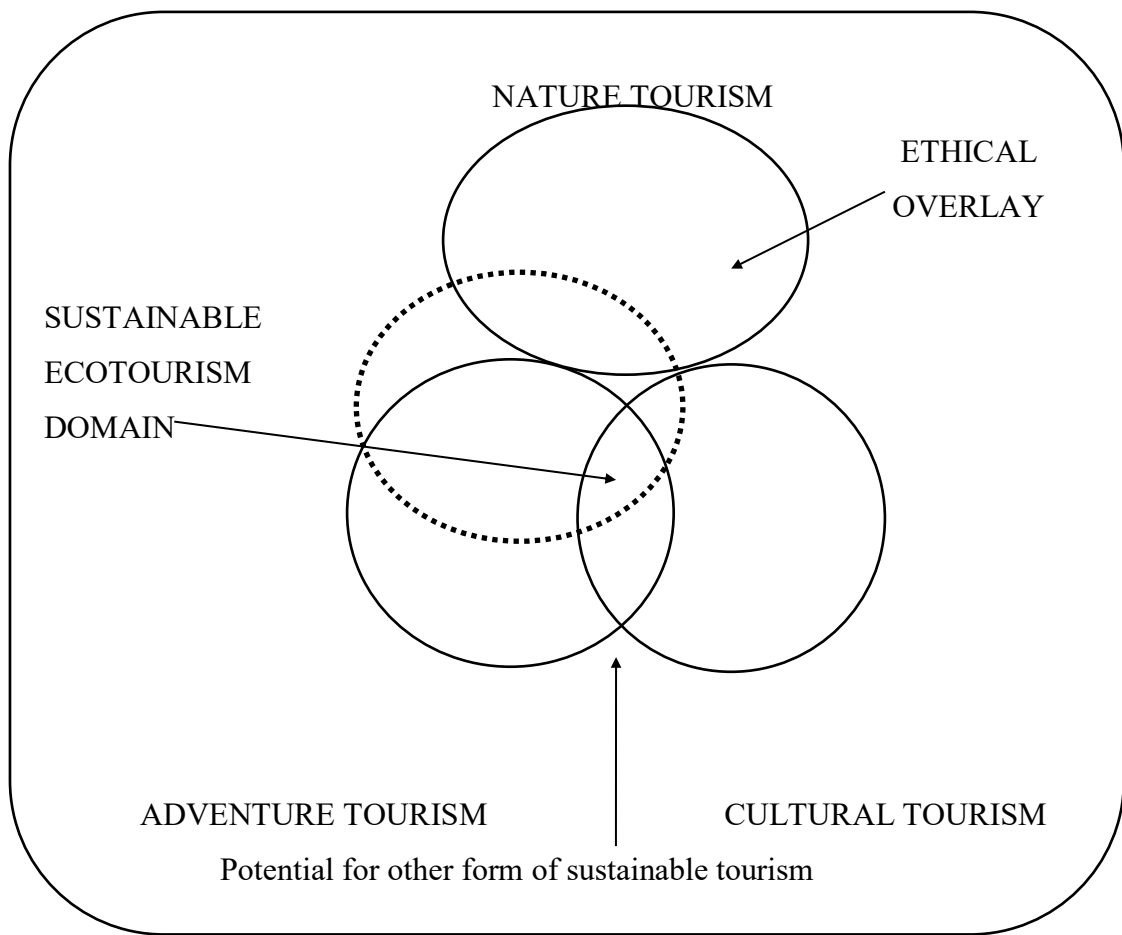 NATURE TOURISM
ETHICAL
OVERLAY
SUSTAINABLE
ECOTOURISM
DOMAIN
ADVENTURE TOURISM
CULTURAL TOURISM
Potential for other form of sustainable tourism